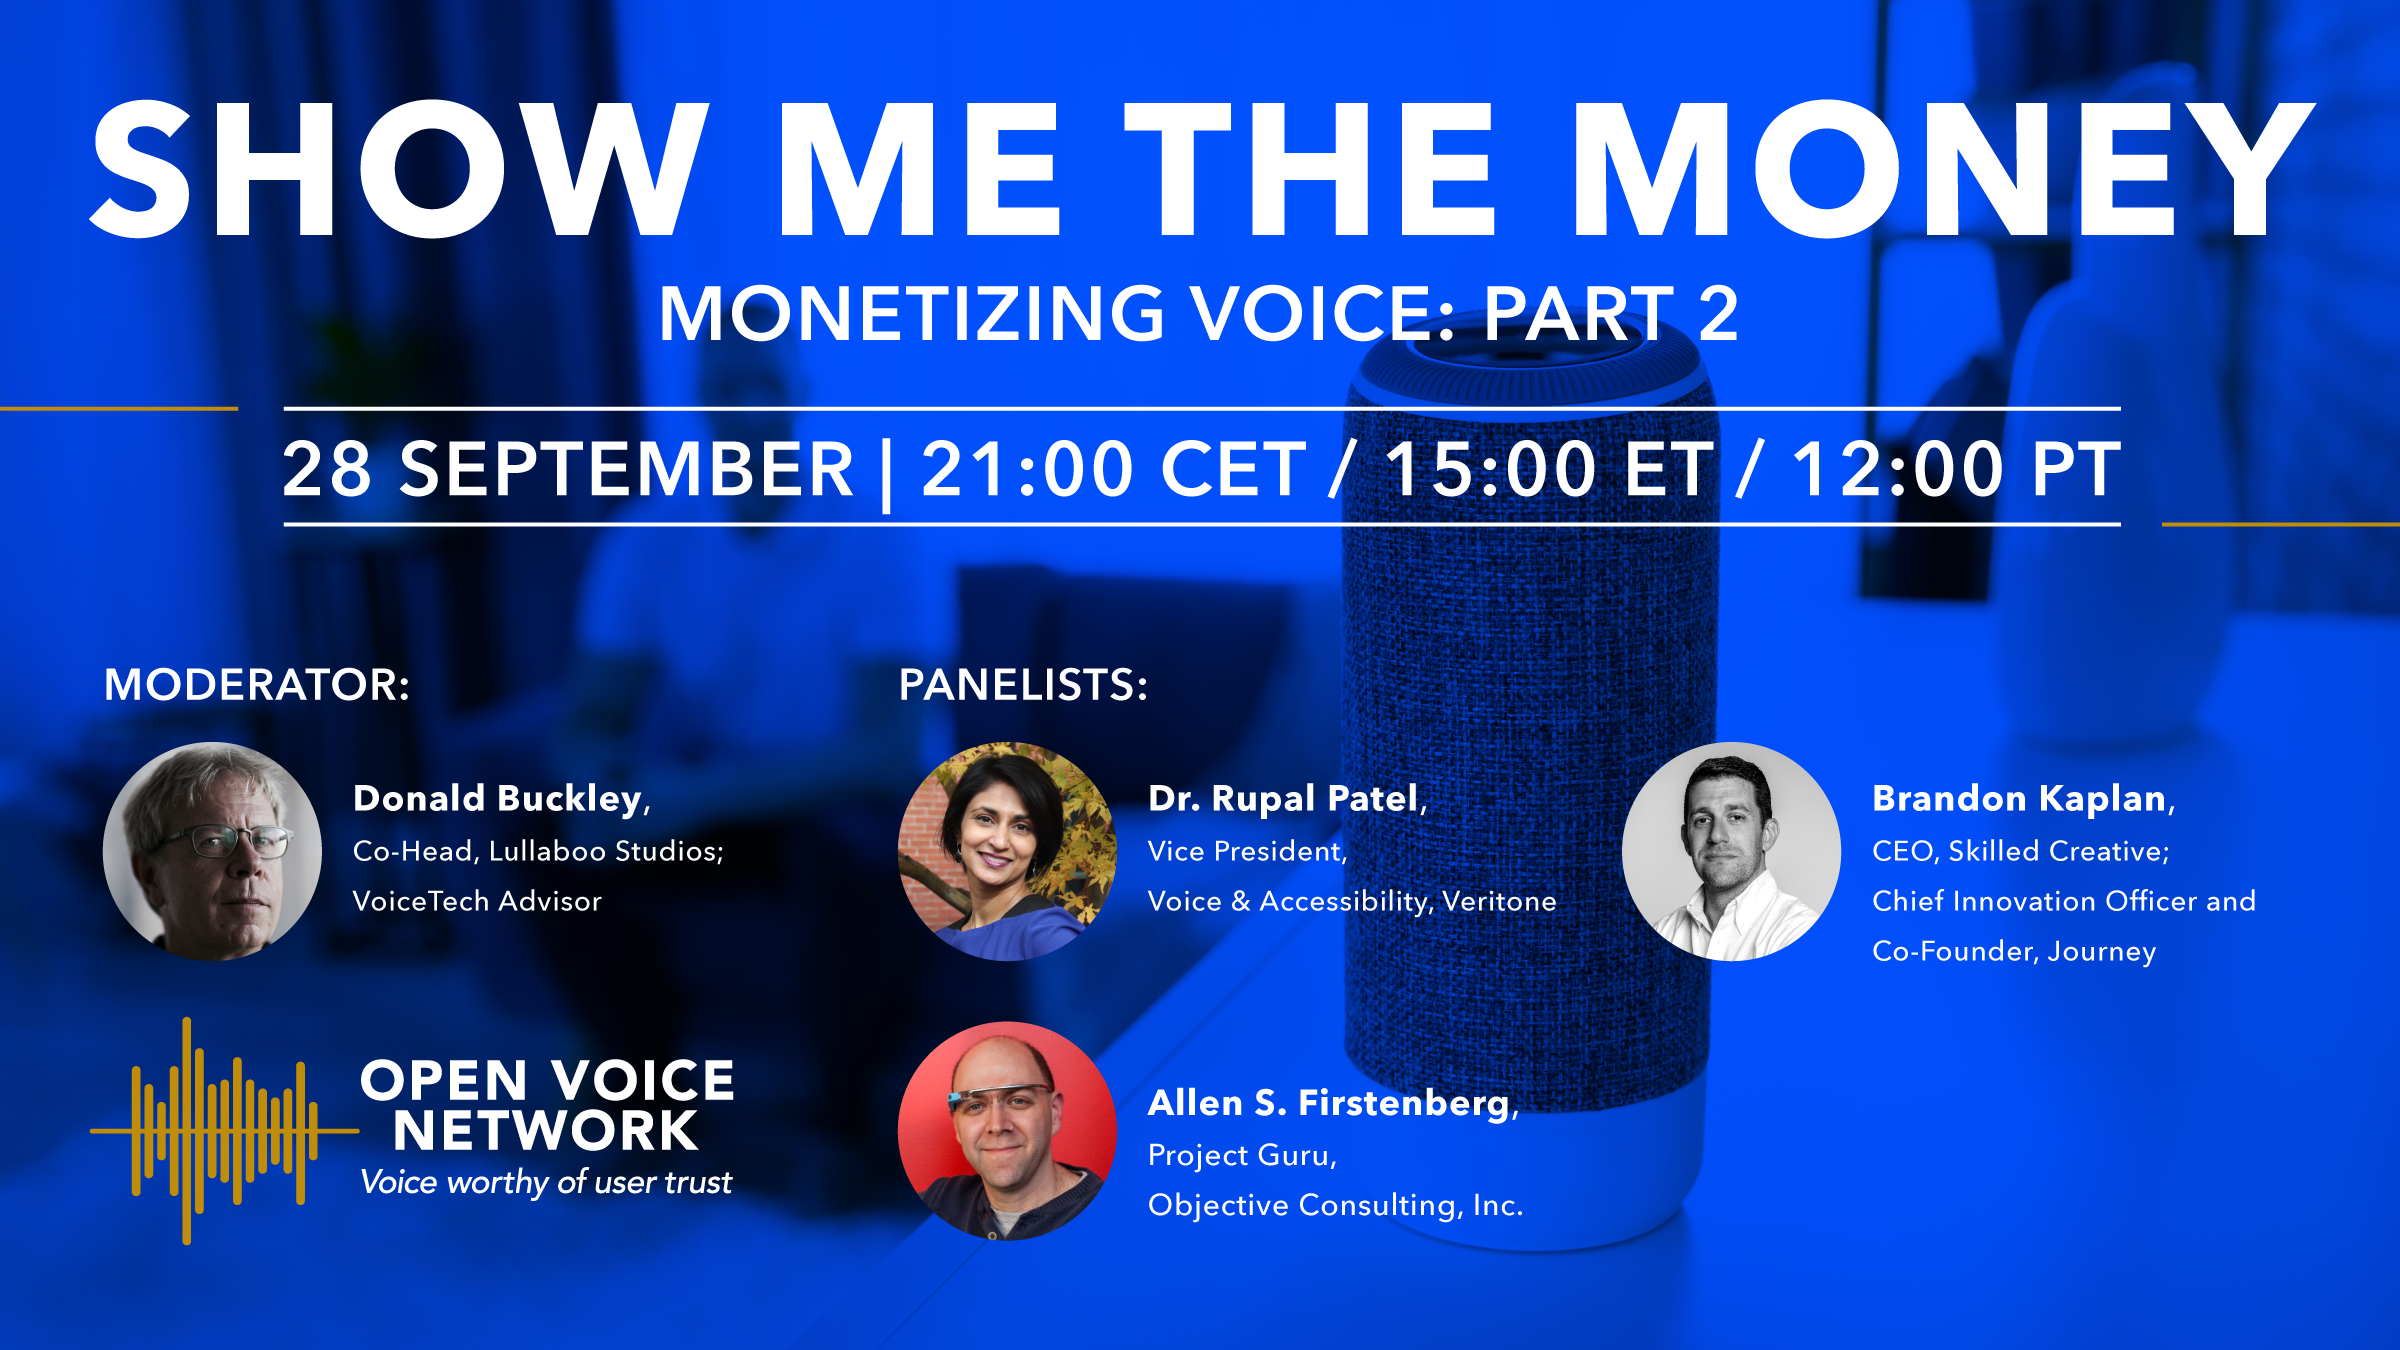 SHOW ME THE MONEY
MONETIZING VOICE: PART 2
28 SEPTEMBER | 21:00 CET / 15:00 ET / 12:00 PT
MODERATOR:
Donald Buckley,
Co-Head, Lullaboo Studios;
VoiceTech Advisor
PANELISTS:
Dr. Rupal Patel,
Vice President,
Voice & Accessibility, Veritone
Brandon Kaplan,
CEO, Skilled Creative;
Chief Innovation Officer and
Co-Founder, Journey
Allen S. Firstenberg,
Project Guru,
Objective Consulting, Inc.
OPEN VOICE
NETWORK
Voice worthy of user trust